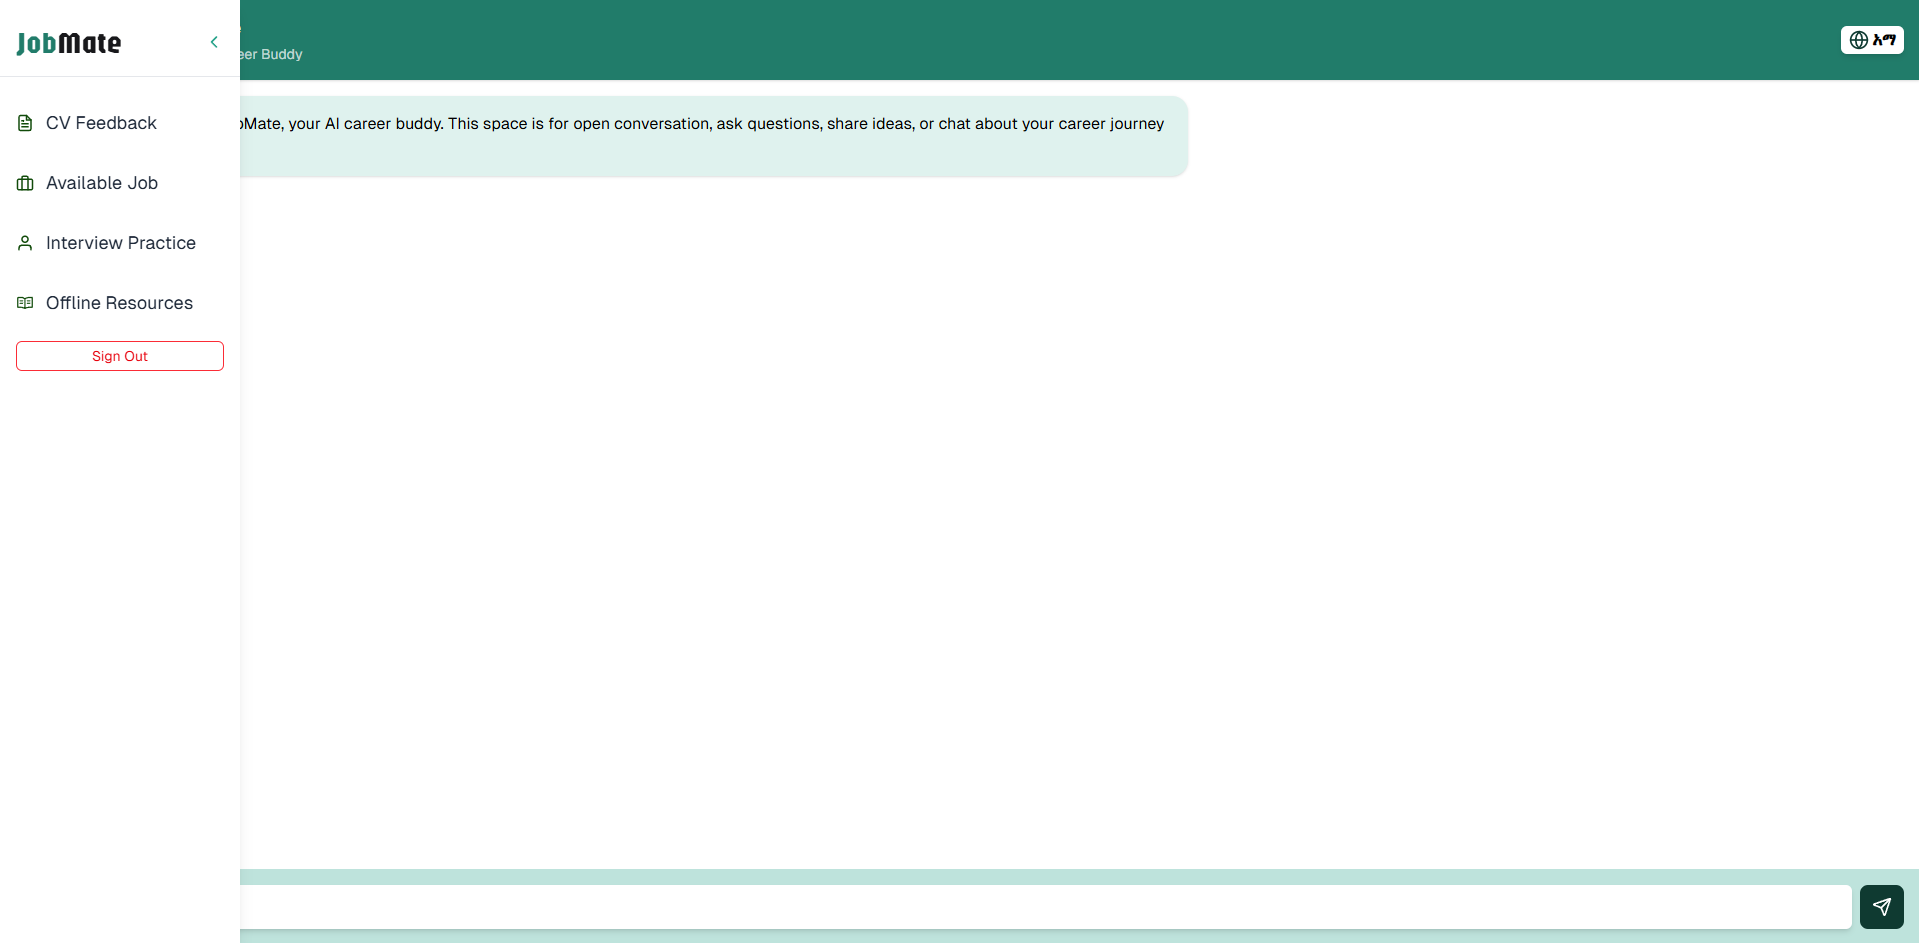 JobMate
eer Buddy
አማ
CV Feedback
Available Job
Interview Practice
Offline Resources
Sign Out
bMate, your AI career buddy. This space is for open conversation, ask questions, share ideas, or chat about your career journey